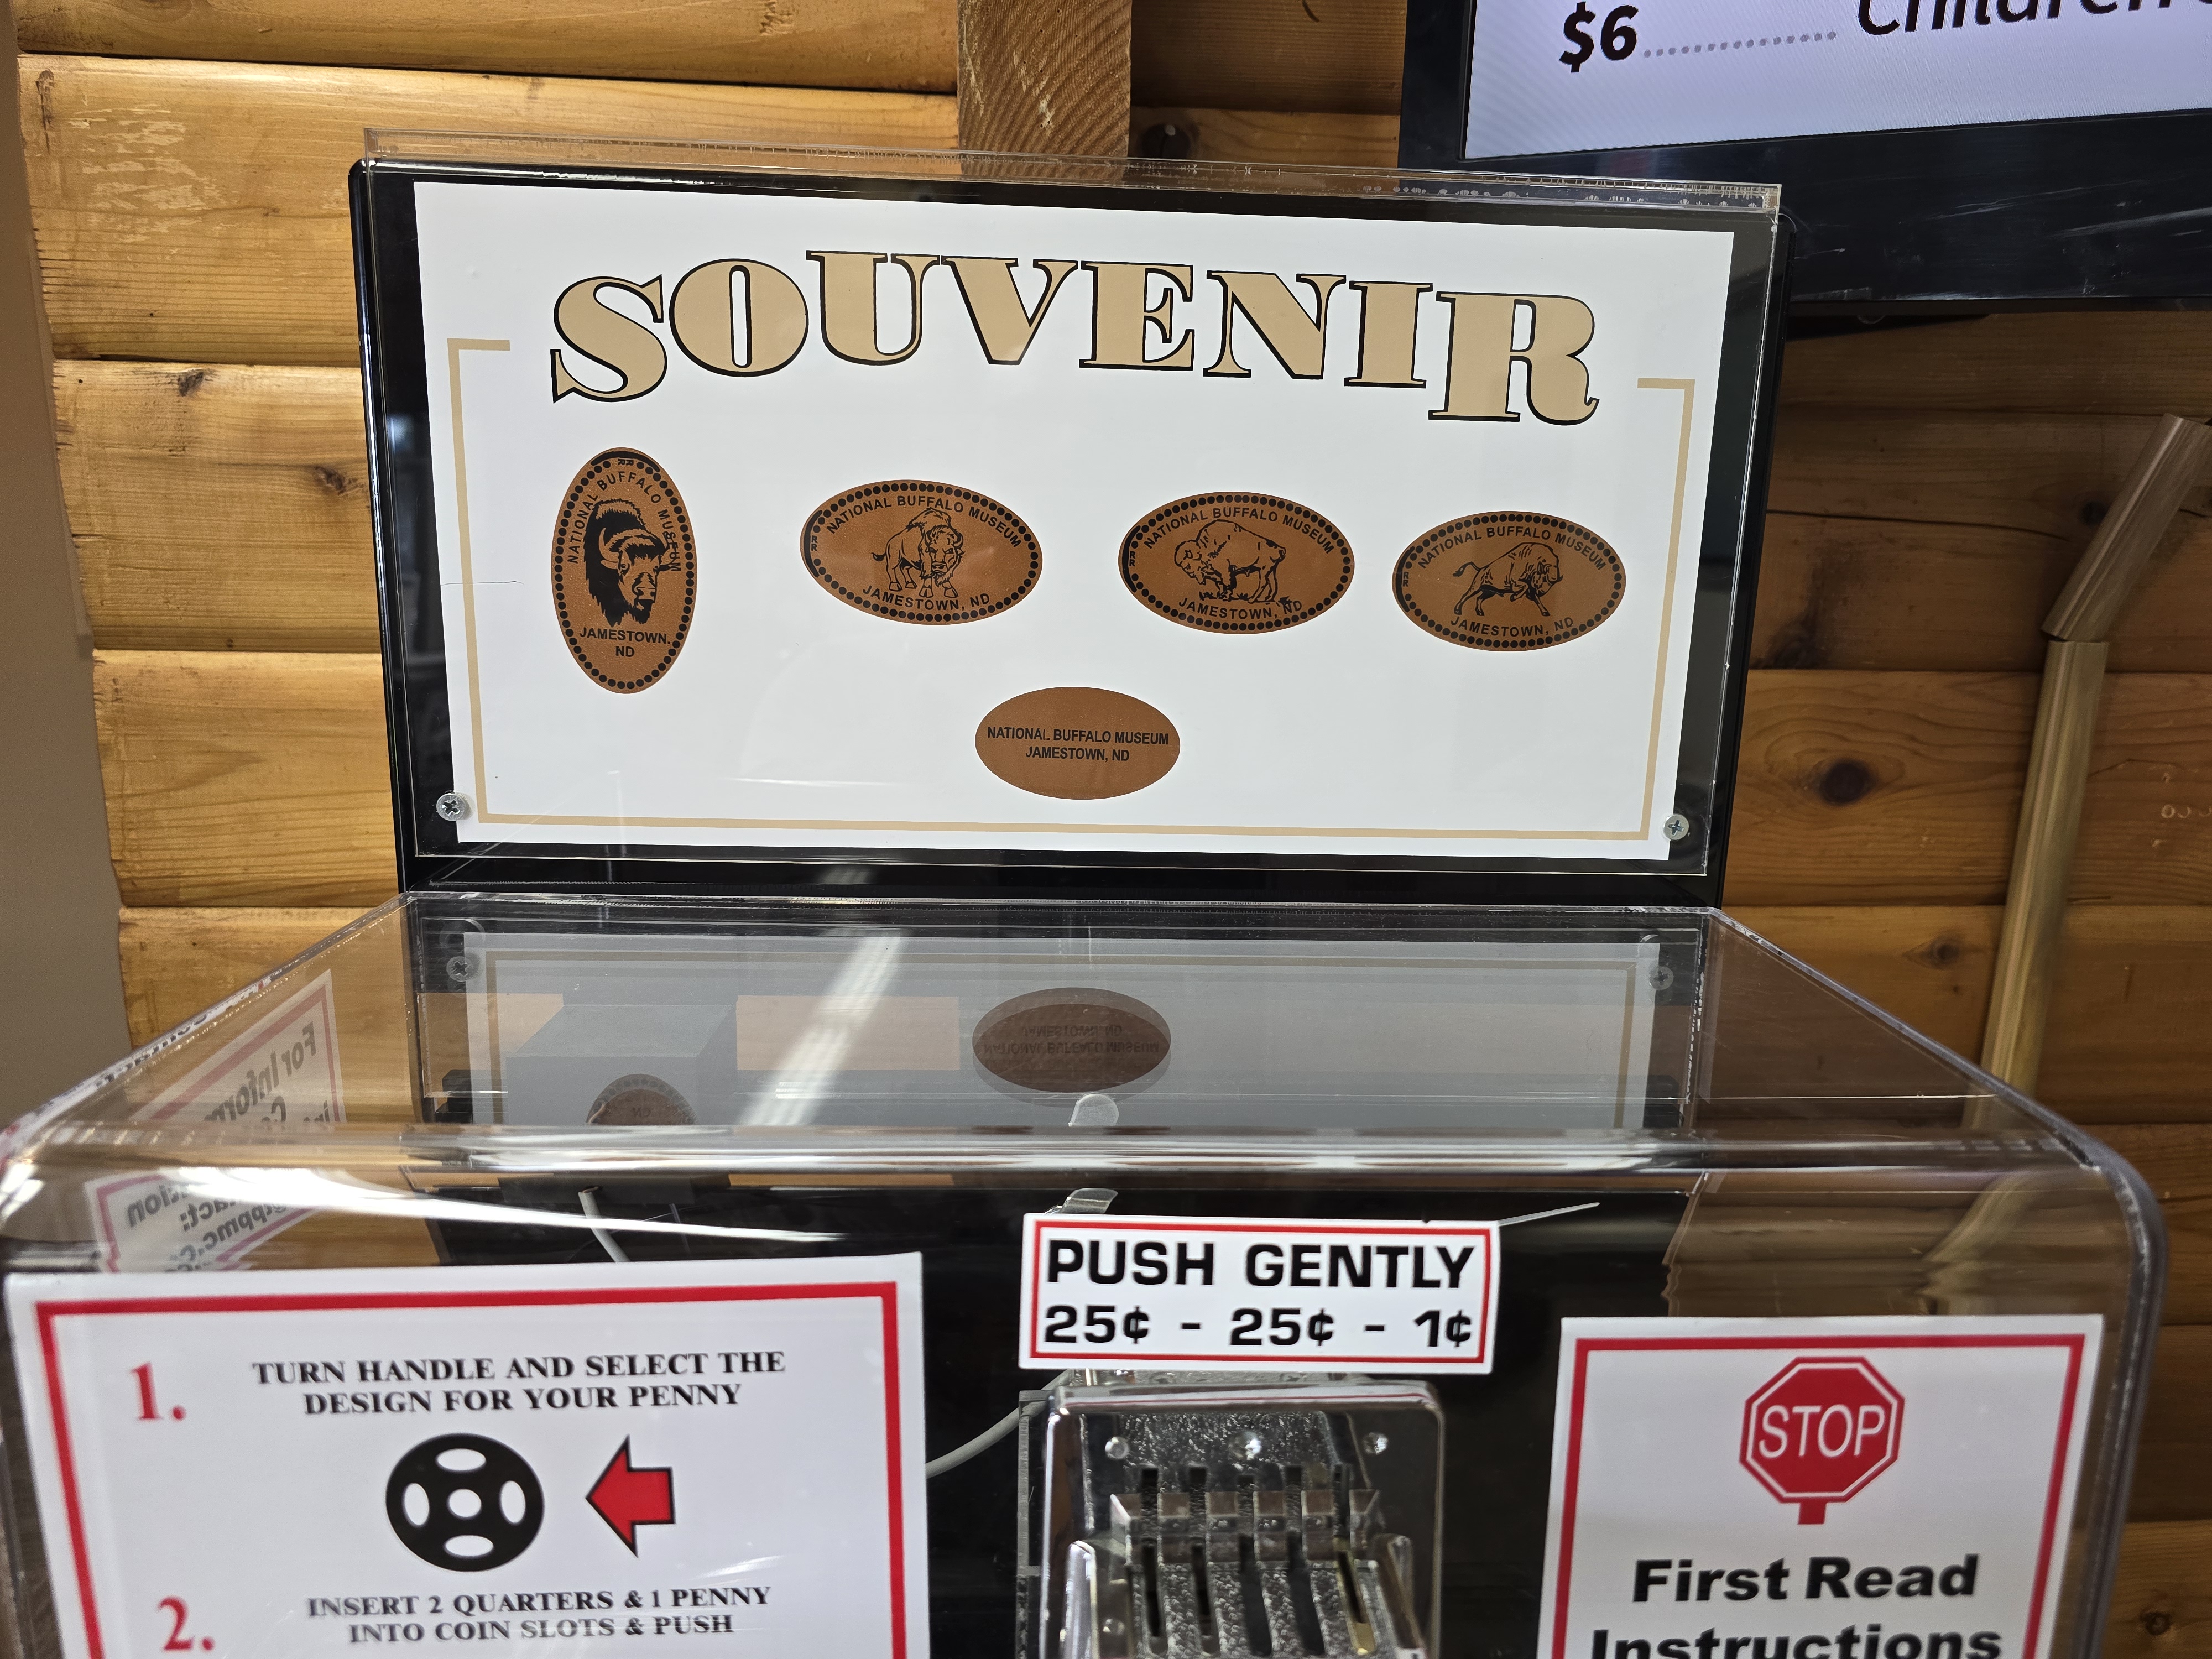 $6.............. Children
SOUVENIR
NATIONAL BUFFALO MUSEUM
JAMESTOWN,
ND
NATIONAL BUFFALO MUSEUM
JAMESTOWN, ND
NATIONAL BUFFALO MUSEUM
JAMESTOWN, ND
NATIONAL BUFFALO MUSEUM
JAMESTOWN, ND
NATIONAL BUFFALO MUSEUM
JAMESTOWN, ND
PUSH GENTLY
25¢ - 25¢ - 1¢
1. TURN HANDLE AND SELECT THE
DESIGN FOR YOUR PENNY
2. INSERT 2 QUARTERS & 1 PENNY
INTO COIN SLOTS & PUSH
STOP
First Read
Instructions